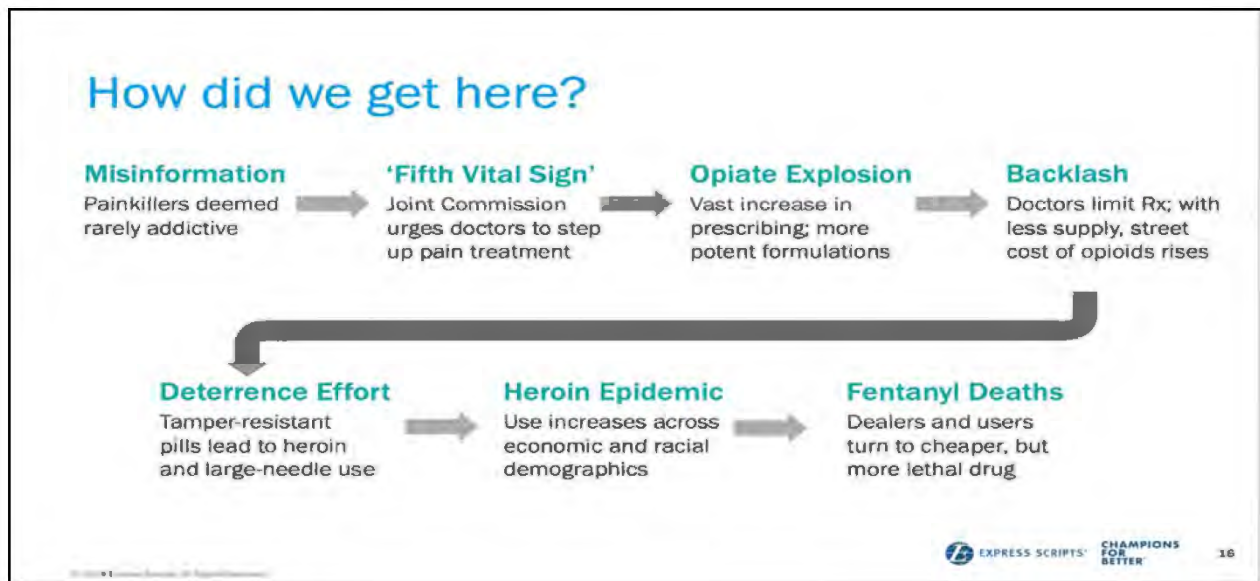 How did we get here?
Misinformation
Painkillers deemed
rarely addictive
'Fifth Vital Sign'
Joint Commission
urges doctors to step
up pain treatment
Opiate Explosion
Vast increase in
prescribing; more
potent formulations
Backlash
Doctors limit Rx; with
less supply, street
cost of opioids rises
Deterrence Effort
Tamper-resistant
pills lead to heroin
and large-needle use
Heroin Epidemic
Use increases across
economic and racial
demographics
Fentanyl Deaths
Dealers and users
turn to cheaper, but
more lethal drug
EXPRESS SCRIPTS®
CHAMPIONS
FOR
BETTER
16